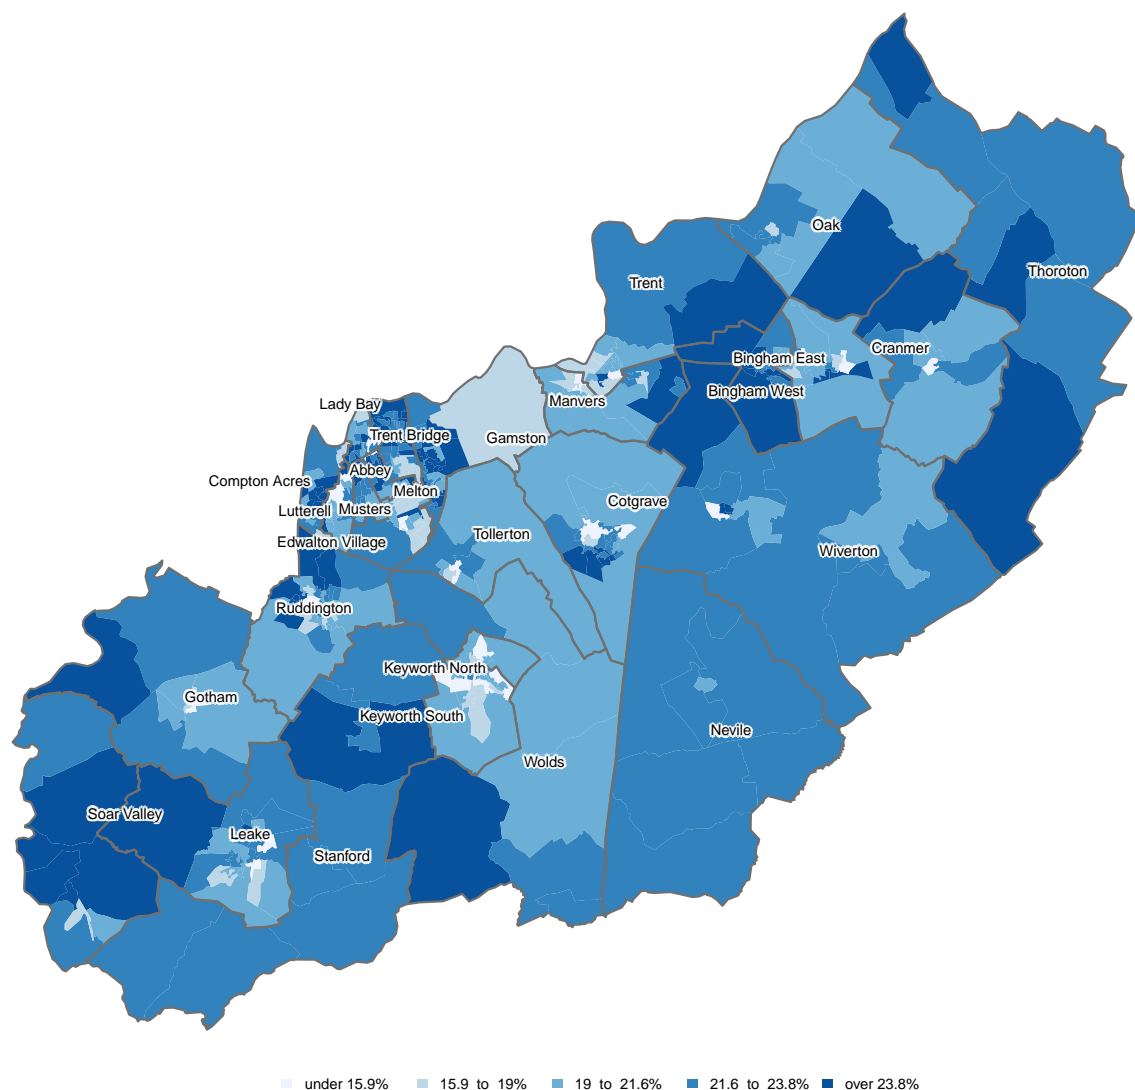 Oak
Thoroton
Trent
Cranmer
Bingham East
Bingham West
Manvers
Lady Bay
Trent Bridge
Gamston
Abbey
Compton Acres
Melton
Cotgrave
Lutterell
Musters
Tollerton
Edwalton Village
Wiverton
Ruddington
Keyworth North
Gotham
Keyworth South
Nevile
Wolds
Soar Valley
Leake
Stanford
under 15.9%
15.9 to 19%
19 to 21.6%
21.6 to 23.8%
over 23.8%